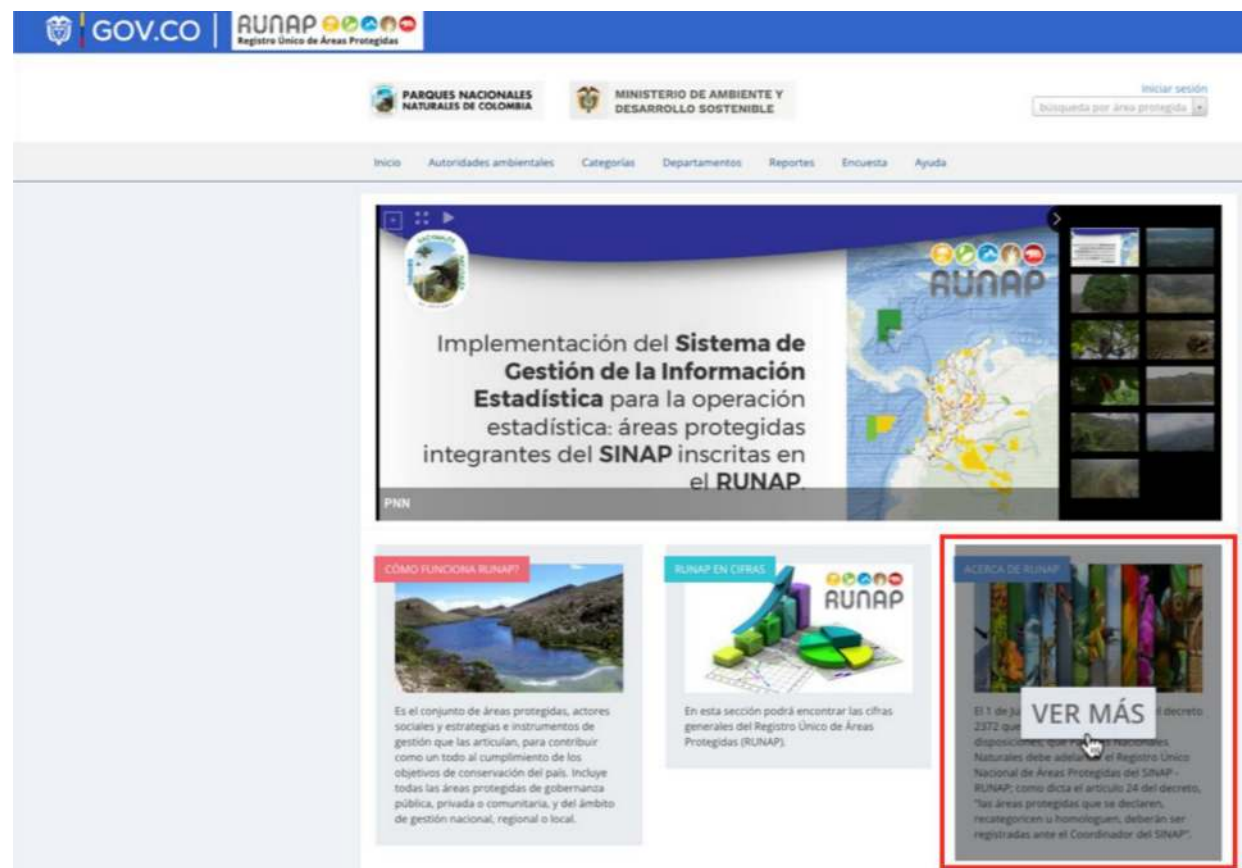 GOV.CO
RUNAP
Registro Único de Áreas Protegidas
PARQUES NACIONALES
NATURALES DE COLOMBIA
MINISTERIO DE AMBIENTE Y
DESARROLLO SOSTENIBLE
Iniciar sesión
búsqueda por área protegida
Inicio Autoridades ambientales Categorías Departamentos Reportes Encuesta Ayuda
RUNAP
Implementación del Sistema de
Gestión de la Información
Estadística para la operación
estadística: áreas protegidas
integrantes del SINAP inscritas en
el RUNAP.
PNN
CÓMO FUNCIONA RUNAP?
Es el conjunto de áreas protegidas, actores
sociales y estrategias e instrumentos de
gestión que las articulan, para contribuir
como un todo al cumplimiento de los
objetivos de conservación del país. Incluye
todas las áreas protegidas de gobernanza
pública, privada o comunitaria, y del ámbito
de gestión nacional, regional o local.
RUNAP EN CIFRAS
RUNAP
En esta sección podrá encontrar las cifras
generales del Registro Único de Áreas
Protegidas (RUNAP).
ACERCA DE RUNAP
VER MÁS
El 1 de decreto
2372
disposiciones, que Nacionales
Naturales debe el Registro Único
Nacional de Áreas Protegidas del SINAP -
RUNAP; como dicta el artículo 24 del decreto,
"las áreas protegidas que se declaren,
recategoricen u homologuen, deberán ser
registradas ante el Coordinador del SINAP".